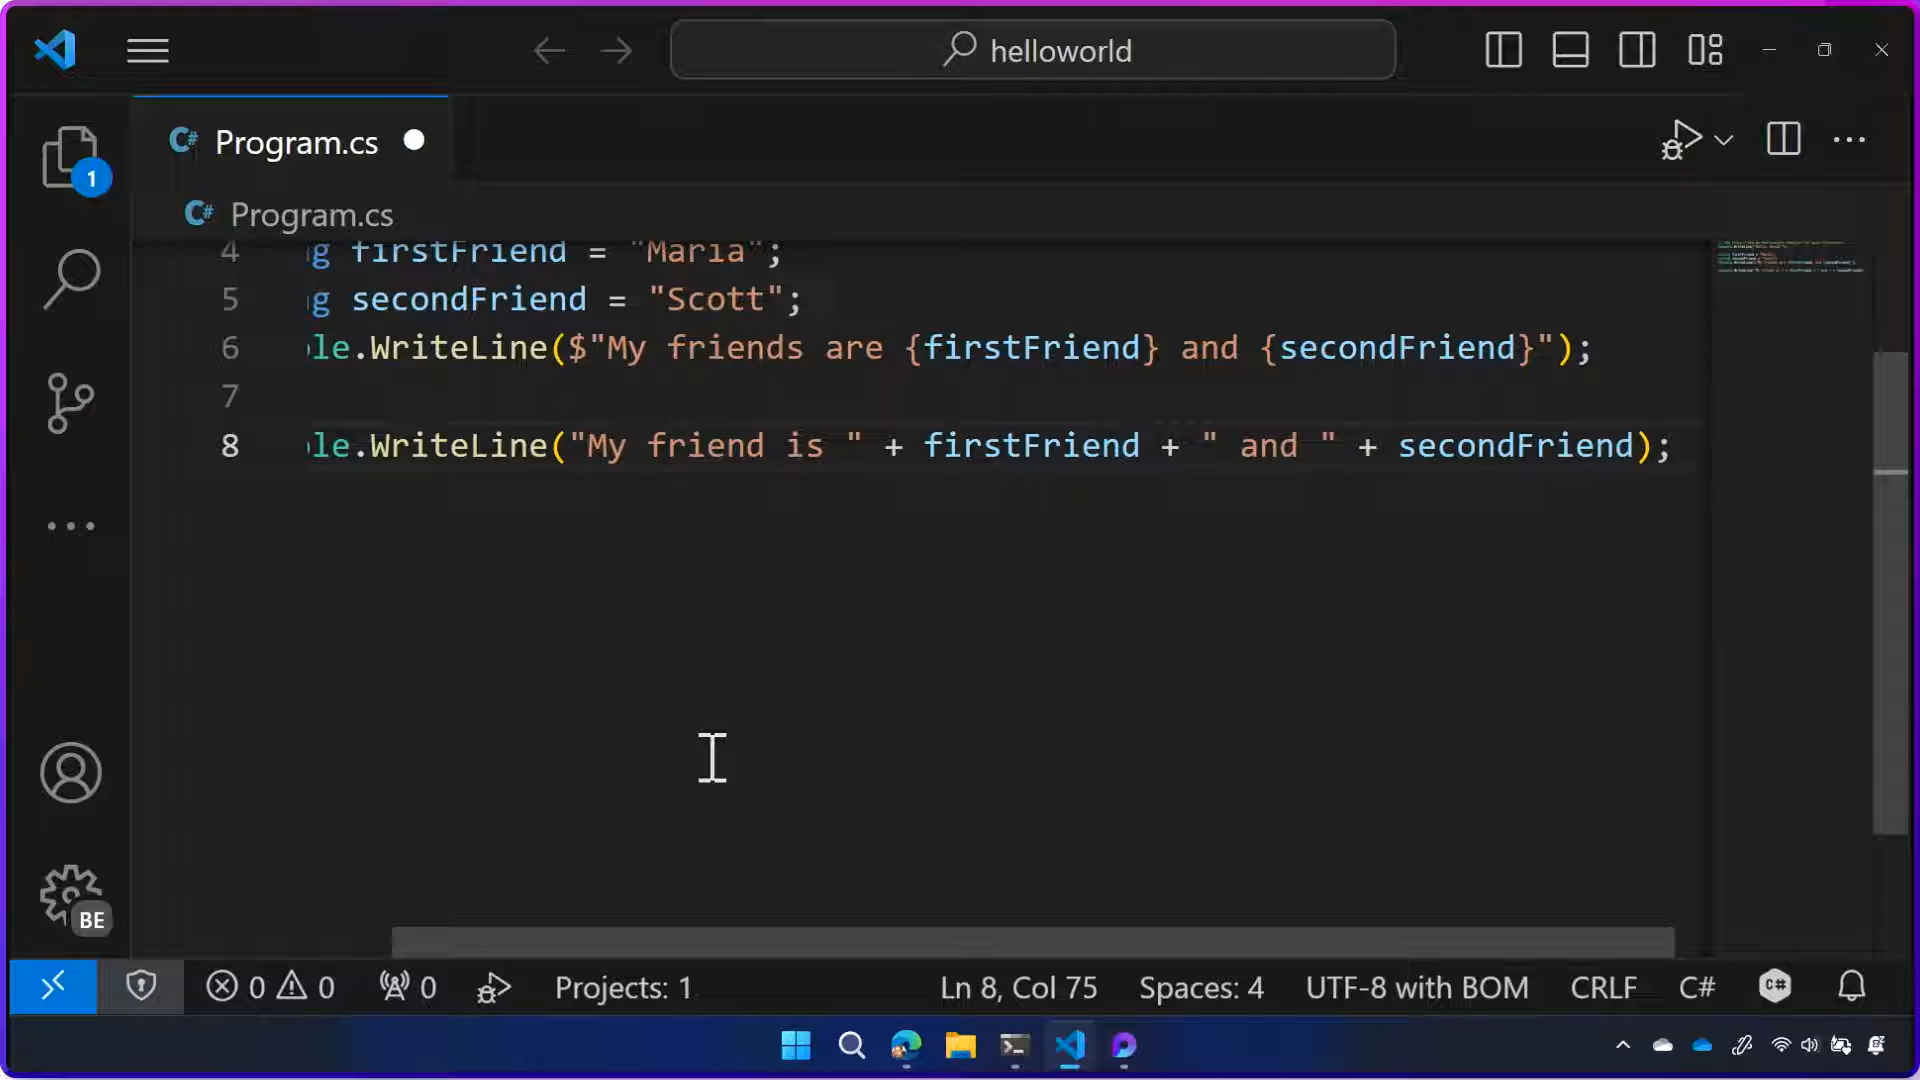 helloworld
C# Program.cs
1
C# Program.cs
4 g firstFriend = "Maria";
5 g secondFriend = "Scott";
6 le.WriteLine($"My friends are {firstFriend} and {secondFriend}");
7
8 le.WriteLine("My friend is " + firstFriend + " and " + secondFriend);
BE
0 0 0 Projects: 1 Ln 8, Col 75 Spaces: 4 UTF-8 with BOM CRLF C# C#